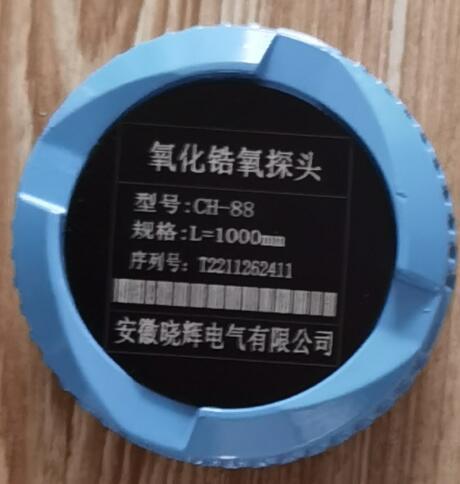 氧化锆氧探头
型号:CH-88
规格:L=1000mm
序列号: T2211262411
安徽晓辉电气有限公司